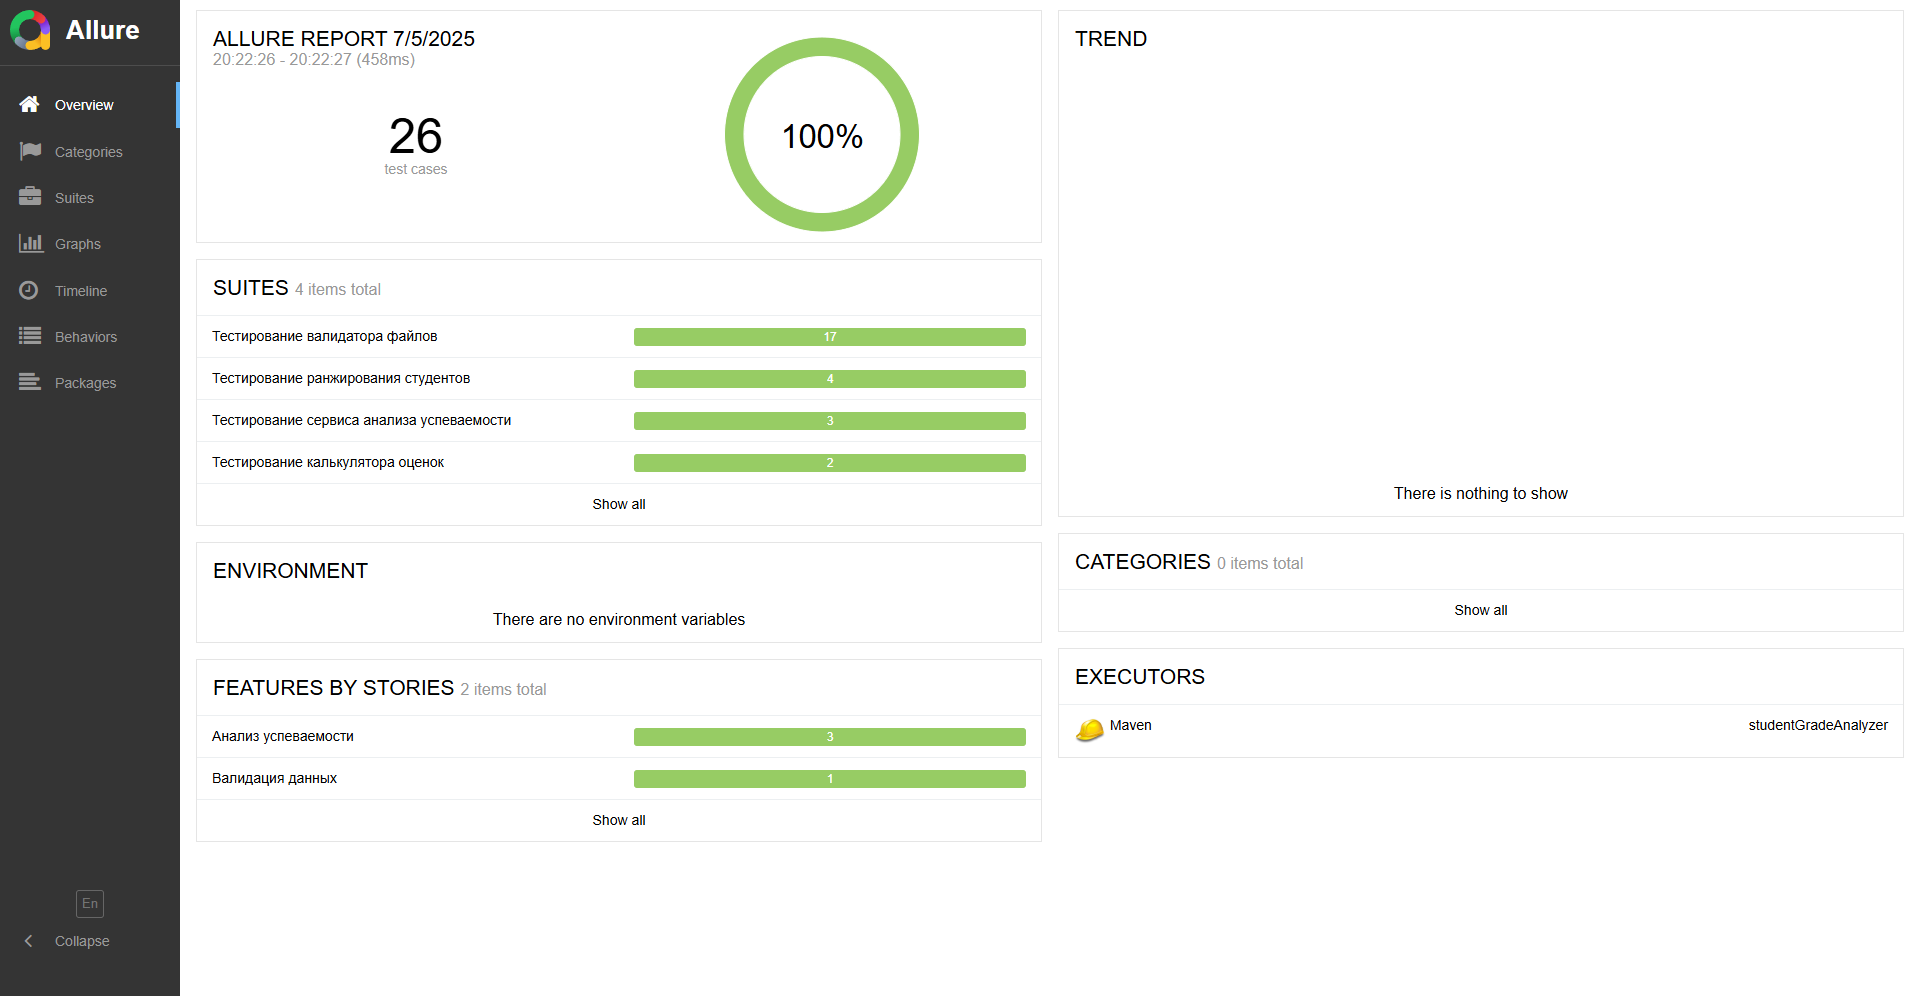 Allure
Overview
Categories
Suites
Graphs
Timeline
Behaviors
Packages
En
Collapse
ALLURE REPORT 7/5/2025
20:22:26 - 20:22:27 (458ms)
26
test cases
100%
SUITES 4 items total
Тестирование валидатора файлов 17
Тестирование ранжирования студентов 4
Тестирование сервиса анализа успеваемости 3
Тестирование калькулятора оценок 2
Show all
ENVIRONMENT
There are no environment variables
FEATURES BY STORIES 2 items total
Анализ успеваемости 3
Валидация данных 1
Show all
TREND
There is nothing to show
CATEGORIES 0 items total
Show all
EXECUTORS
Maven studentGradeAnalyzer